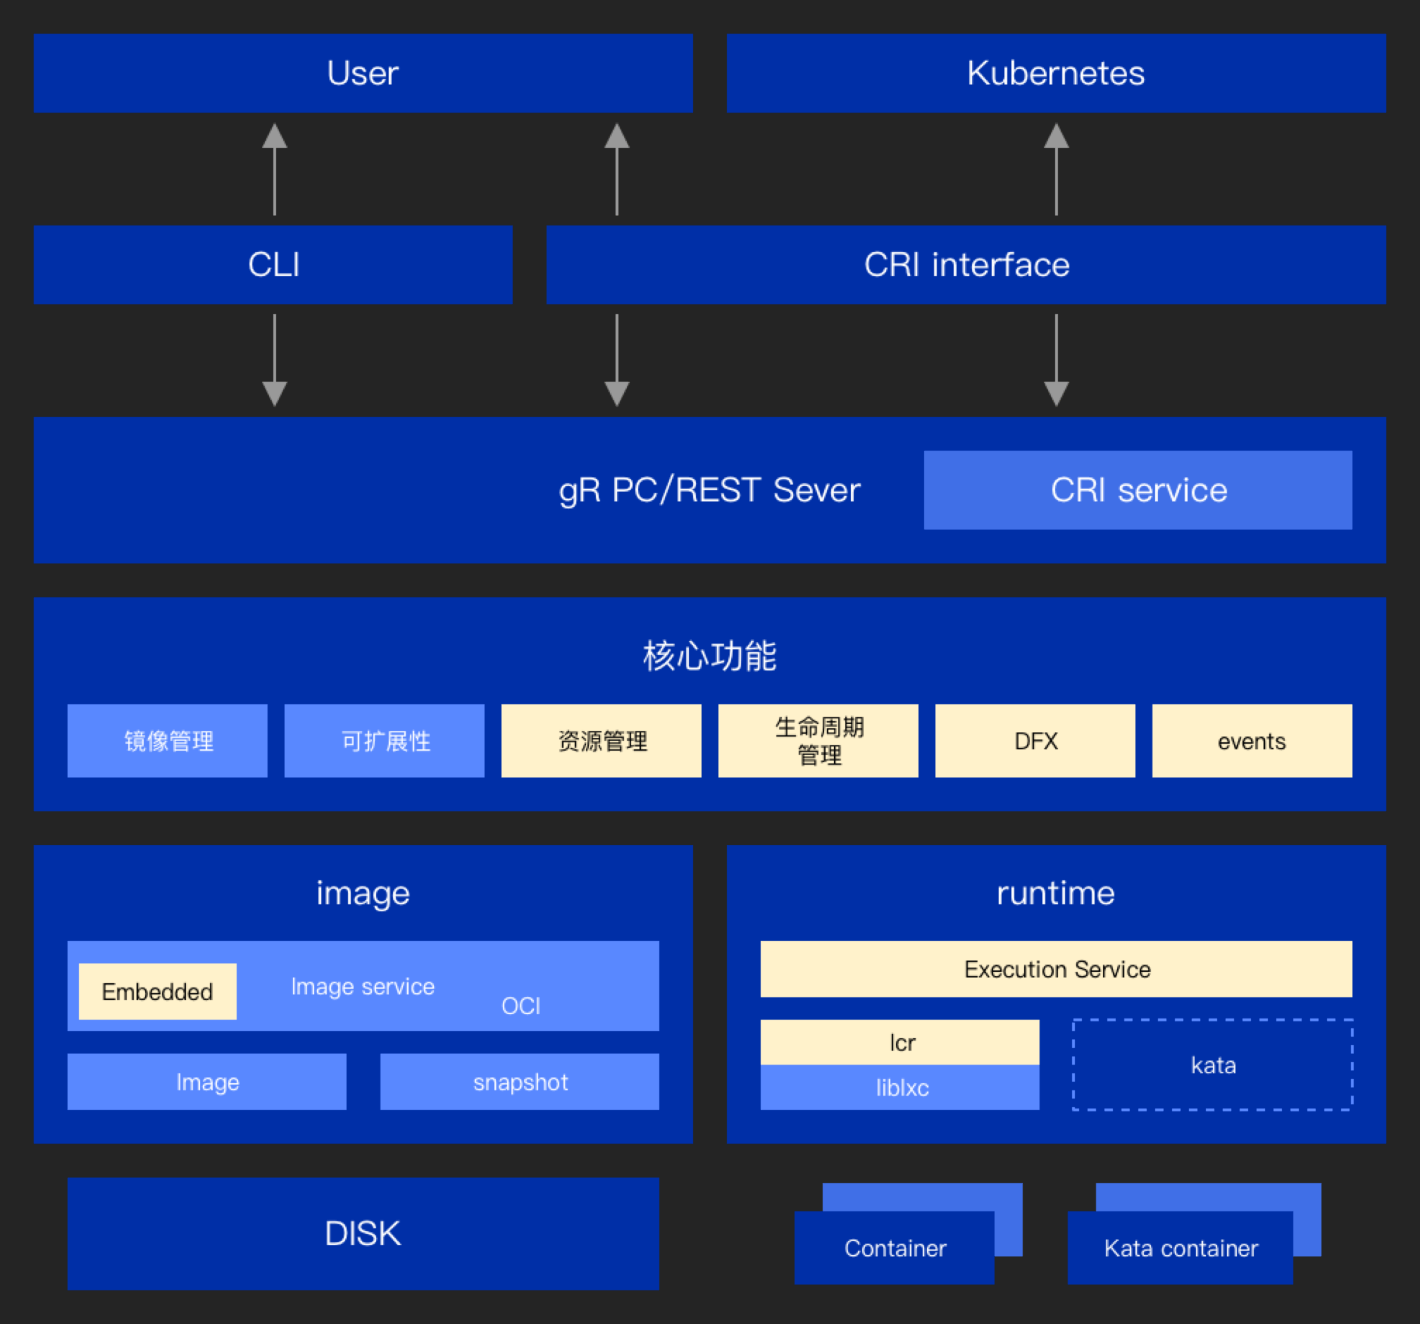 User
Kubernetes
CLI
CRI interface
gR PC/REST Sever
CRI service
核心功能
镜像管理
可扩展性
资源管理
生命周期
管理
DFX
events
image
Embedded
Image service
OCI
Image
snapshot
runtime
Execution Service
lcr
liblxc
kata
DISK
Container
Kata container